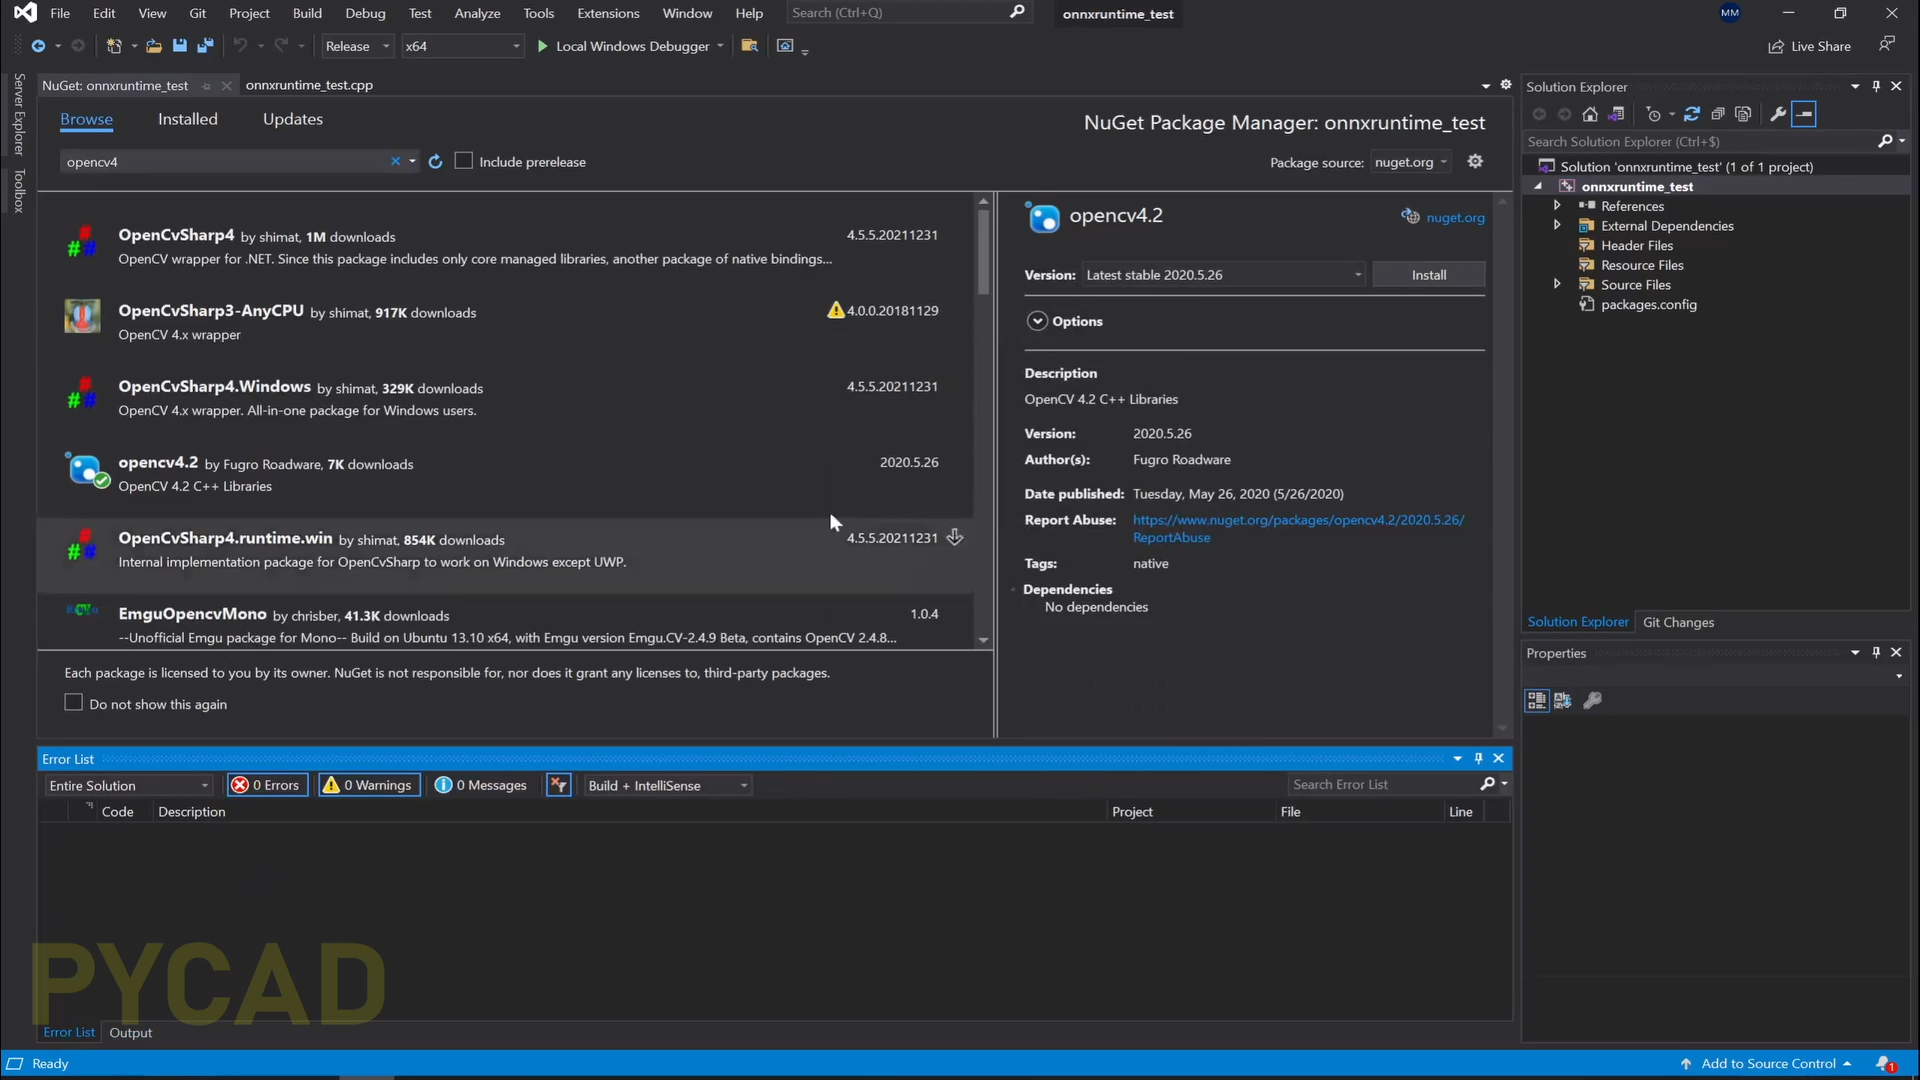 File Edit View Git Project Build Debug Test Analyze Tools Extensions Window Help Search (Ctrl+Q) onnxruntime_test MM
Release x64 Local Windows Debugger Live Share
Server Explorer
Toolbox
NuGet: onnxruntime_test onnxruntime_test.cpp
Browse Installed Updates
NuGet Package Manager: onnxruntime_test
opencv4 Include prerelease
Package source: nuget.org
OpenCvSharp4 by shimat, 1M downloads 4.5.5.20211231
OpenCV wrapper for .NET. Since this package includes only core managed libraries, another package of native bindings...
OpenCvSharp3-AnyCPU by shimat, 917K downloads 4.0.0.20181129
OpenCV 4.x wrapper
OpenCvSharp4.Windows by shimat, 329K downloads 4.5.5.20211231
OpenCV 4.x wrapper. All-in-one package for Windows users.
opencv4.2 by Fugro Roadware, 7K downloads 2020.5.26
OpenCV 4.2 C++ Libraries
OpenCvSharp4.runtime.win by shimat, 854K downloads 4.5.5.20211231
Internal implementation package for OpenCvSharp to work on Windows except UWP.
EmguOpencvMono by chrisber, 41.3K downloads 1.0.4
--Unofficial Emgu package for Mono-- Build on Ubuntu 13.10 x64, with Emgu version Emgu.CV-2.4.9 Beta, contains OpenCV 2.4.8...
Each package is licensed to you by its owner. NuGet is not responsible for, nor does it grant any licenses to, third-party packages.
Do not show this again
opencv4.2 nuget.org
Version: Latest stable 2020.5.26 Install
Options
Description
OpenCV 4.2 C++ Libraries
Version: 2020.5.26
Author(s): Fugro Roadware
Date published: Tuesday, May 26, 2020 (5/26/2020)
Report Abuse: https://www.nuget.org/packages/opencv4.2/2020.5.26/
ReportAbuse
Tags: native
Dependencies
No dependencies
Solution Explorer
Search Solution Explorer (Ctrl+$)
Solution 'onnxruntime_test' (1 of 1 project)
onnxruntime_test
References
External Dependencies
Header Files
Resource Files
Source Files
packages.config
Solution Explorer Git Changes
Properties
Error List
Entire Solution 0 Errors 0 Warnings 0 Messages Build + IntelliSense Search Error List
Code Description Project File Line
PYCAD
Error List Output
Ready Add to Source Control 1